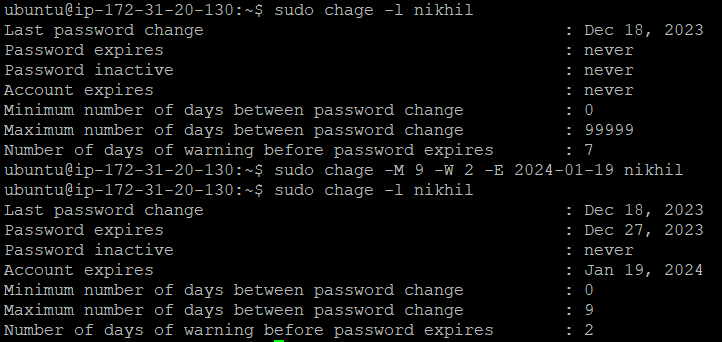 ubuntu@ip-172-31-20-130:~$ sudo chage -l nikhil
Last password change                                    : Dec 18, 2023
Password expires                                        : never
Password inactive                                       : never
Account expires                                         : never
Minimum number of days between password change          : 0
Maximum number of days between password change          : 99999
Number of days of warning before password expires       : 7
ubuntu@ip-172-31-20-130:~$ sudo chage -M 9 -W 2 -E 2024-01-19 nikhil
ubuntu@ip-172-31-20-130:~$ sudo chage -l nikhil
Last password change                                    : Dec 18, 2023
Password expires                                        : Dec 27, 2023
Password inactive                                       : never
Account expires                                         : Jan 19, 2024
Minimum number of days between password change          : 0
Maximum number of days between password change          : 9
Number of days of warning before password expires       : 2